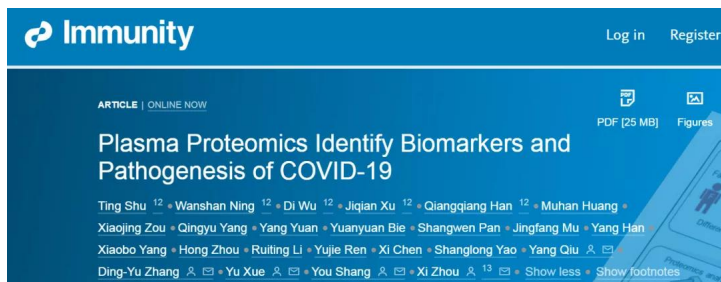 Immunity
Log in Register
ARTICLE | ONLINE NOW
PDF [25 MB] Figures
Plasma Proteomics Identify Biomarkers and
Pathogenesis of COVID-19
Ting Shu 12 • Wanshan Ning 12 • Di Wu 12 • Jiqian Xu 12 • Qiangqiang Han 12 • Muhan Huang •
Xiaojing Zou • Qingyu Yang • Yang Yuan • Yuanyuan Bie • Shangwen Pan • Jingfang Mu • Yang Han •
Xiaobo Yang • Hong Zhou • Ruiting Li • Yujie Ren • Xi Chen • Shanglong Yao • Yang Qiu •
Ding-Yu Zhang • Yu Xue • You Shang • Xi Zhou 13 • Show less • Show footnotes